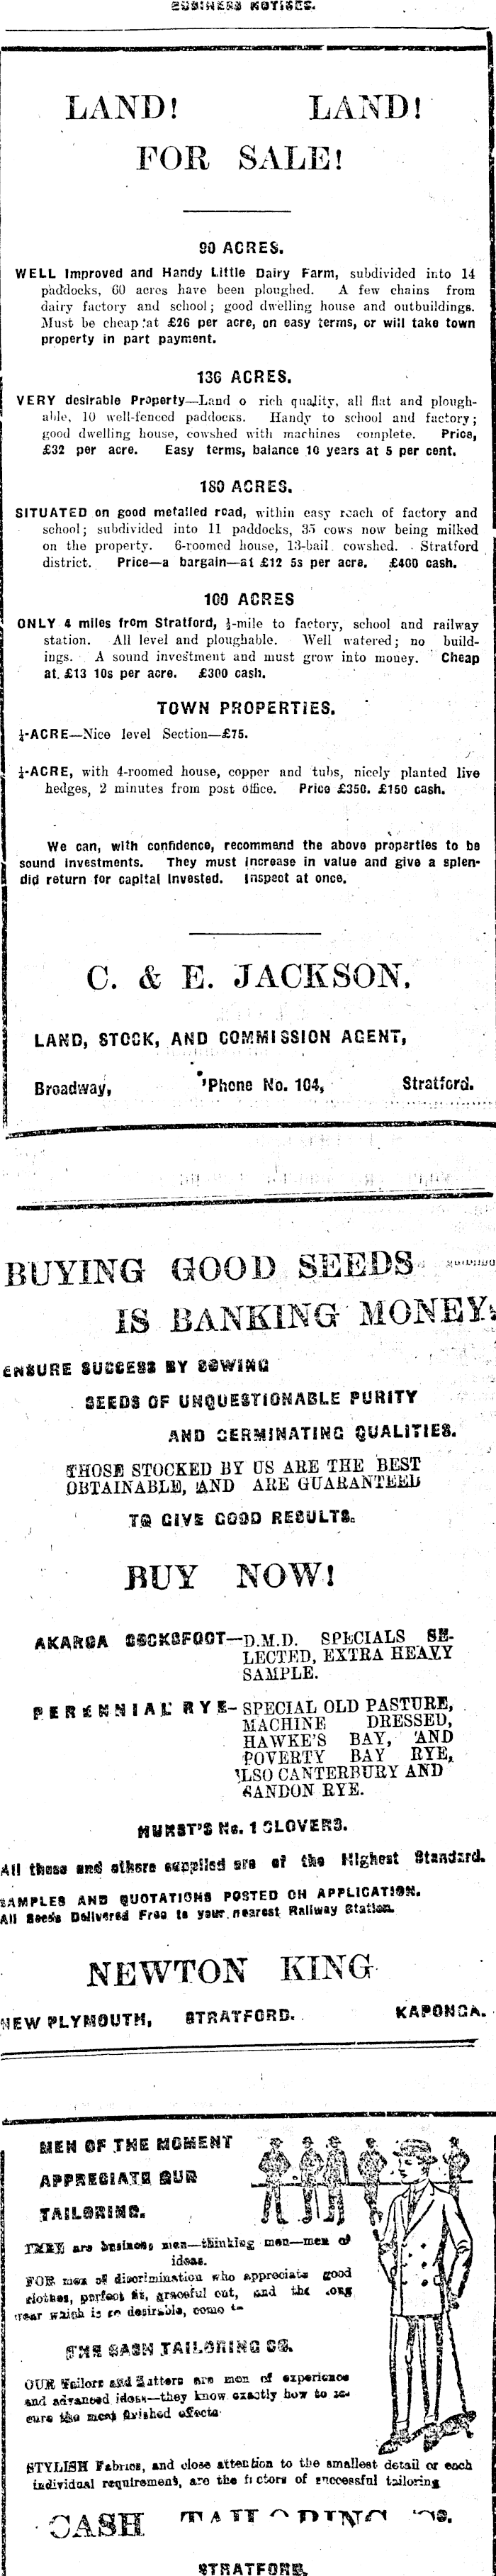 BUSINESS NOTICES.
LAND! LAND!
FOR SALE!
90 ACRES.
WELL Improved and Handy Little Dairy Farm, subdivided into 14
paddocks, 60 acres have been ploughed. A few chains from
dairy factory and school; good dwelling house and outbuildings.
Must be cheap at £26 per acre, on easy terms, or will take town
property in part payment.
136 ACRES.
VERY desirable Property—Land o rich quality, all flat and plough-
able, 10 well-fenced paddocks. Handy to school and factory;
good dwelling house, cowshed with machines complete. Price,
£32 per acre. Easy terms, balance 10 years at 5 per cent.
180 ACRES.
SITUATED on good metalled road, within easy reach of factory and
school; subdivided into 11 paddocks, 35 cows now being milked
on the property. 6-roomed house, 13-bail cowshed. Stratford
district. Price—a bargain—at £12 5s per acre. £400 cash.
100 ACRES
ONLY 4 miles from Stratford, ½-mile to factory, school and railway
station. All level and ploughable. Well watered; no build-
ings. A sound investment and must grow into money. Cheap
at £13 10s per acre. £300 cash.
TOWN PROPERTIES.
¼-ACRE—Nice level Section—£75.
¼-ACRE, with 4-roomed house, copper and tubs, nicely planted live
hedges, 2 minutes from post office. Price £350. £150 cash.
We can, with confidence, recommend the above properties to be
sound investments. They must increase in value and give a splen-
did return for capital invested. Inspect at once.
C. & E. JACKSON,
LAND, STOCK, AND COMMISSION AGENT,
Broadway, 'Phone No. 104, Stratford.
BUYING GOOD SEEDS
IS BANKING MONEY.
ENSURE SUCCESS BY SOWING
SEEDS OF UNQUESTIONABLE PURITY
AND GERMINATING QUALITIES.
THOSE STOCKED BY US ARE THE BEST
OBTAINABLE, AND ARE GUARANTEED
TO GIVE GOOD RESULTS.
BUY NOW!
AKAROA COCKSFOOT—D.M.D. SPECIALS SE-
LECTED, EXTRA HEAVY
SAMPLE.
PERENNIAL RYE—SPECIAL OLD PASTURE,
MACHINE DRESSED,
HAWKE'S BAY, AND
POVERTY BAY RYE,
ALSO CANTERBURY AND
SANDON RYE.
HURST'S No. 1 CLOVERS.
All these and others supplied are of the Highest Standard.
SAMPLES AND QUOTATIONS POSTED ON APPLICATION.
All Seeds Delivered Free to your nearest Railway Station.
NEWTON KING
NEW PLYMOUTH, STRATFORD. KAPONGA.
MEN OF THE MOMENT
APPRECIATE OUR
TAILORING.
THEY are business men—thinking men—men of
ideas.
FOR men of discrimination who appreciate good
clothes, perfect fit, graceful cut, and the long
wear which is so desirable, come to
THE CASH TAILORING CO.
OUR Tailors and Cutters are men of experience
and advanced ideas—they know exactly how to se-
cure the most finished effects
STYLISH Fabrics, and close attention to the smallest detail or each
individual requirement, are the fictors of successful tailoring
CASH TAILORING CO.
STRATFORD.